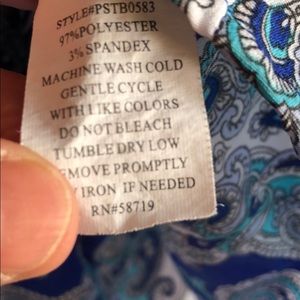 STYLE#PSTB0583
97%POLYESTER
3% SPANDEX
MACHINE WASH COLD
GENTLE CYCLE
WITH LIKE COLORS
DO NOT BLEACH
TUMBLE DRY LOW
EMOVE PROMPTLY
IRON IF NEEDED
RN#58719